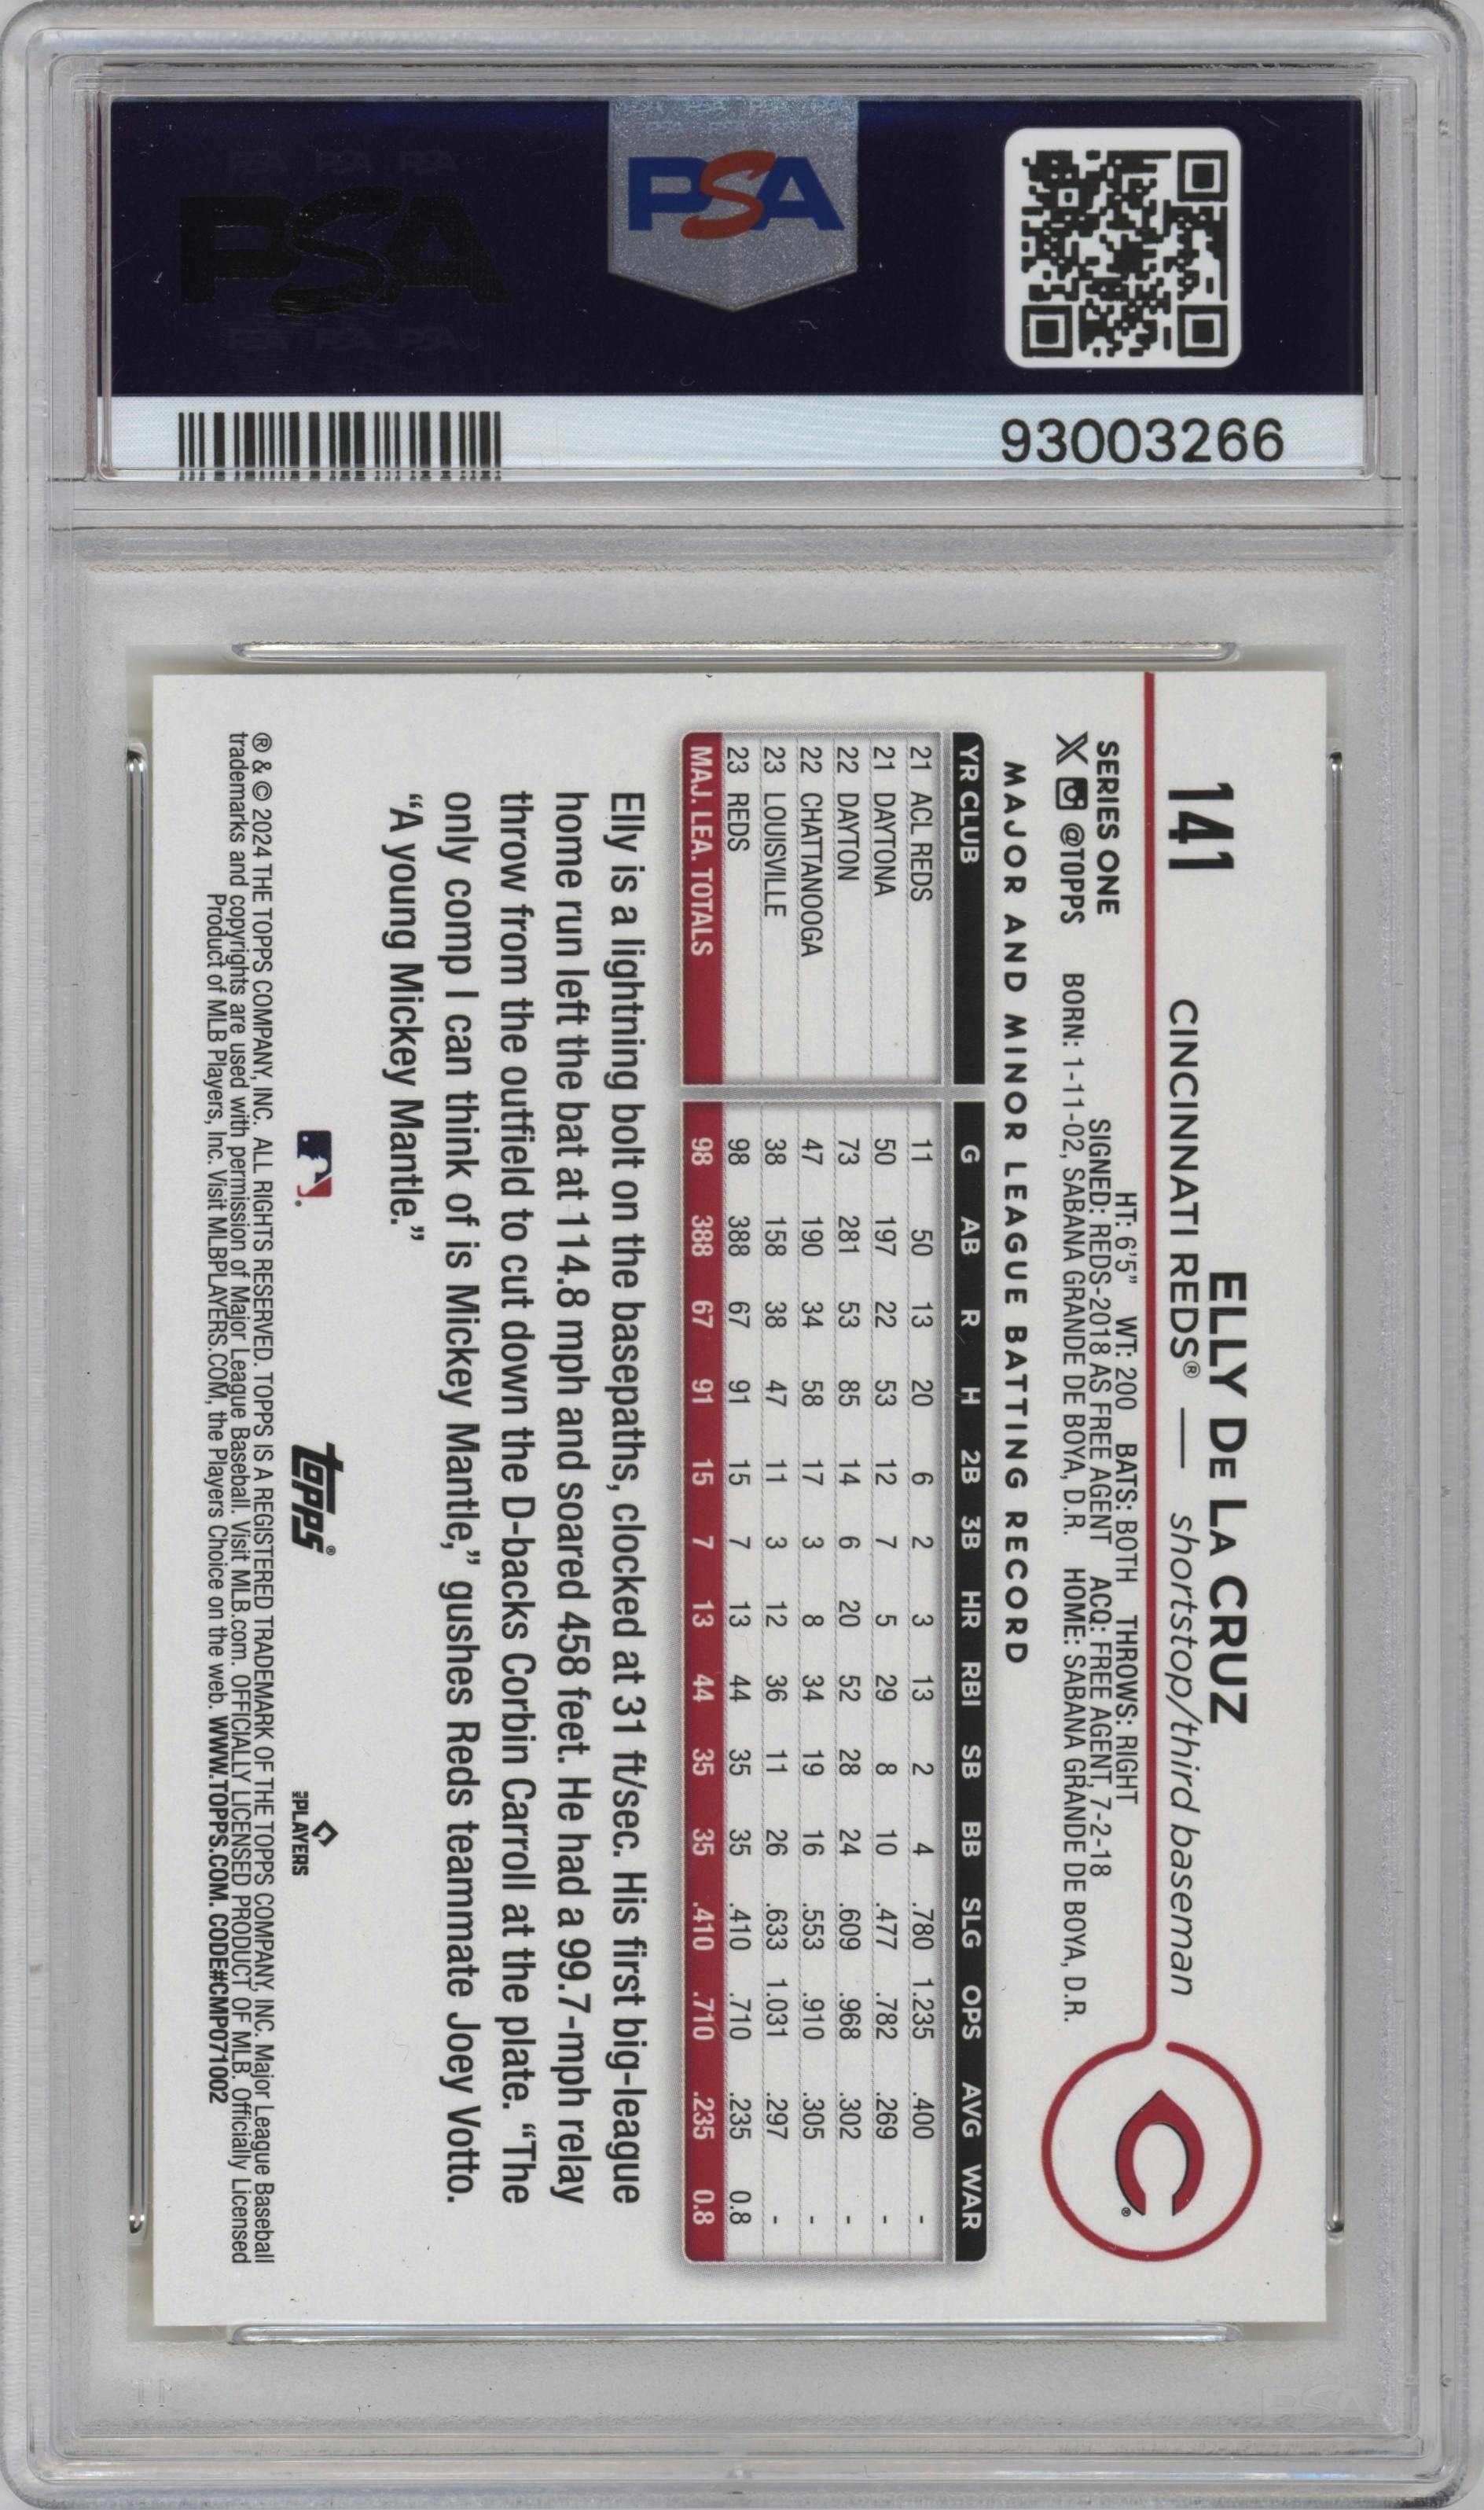 PSA PSA PSA
PSA
PSA PSA PSA
PSA
93003266
141
ELLY DE LA CRUZ
CINCINNATI REDS® — shortstop/third baseman
SERIES ONE
@TOPPS
HT: 6'5" WT: 200 BATS: BOTH THROWS: RIGHT
SIGNED: REDS-2018 AS FREE AGENT ACQ: FREE AGENT, 7-2-18
BORN: 1-11-02, SABANA GRANDE DE BOYA, D.R. HOME: SABANA GRANDE DE BOYA, D.R.
C®
MAJOR AND MINOR LEAGUE BATTING RECORD
YR CLUB G AB R H 2B 3B HR RBI SB BB SLG OPS AVG WAR
21 ACL REDS 11 50 13 20 6 2 3 13 2 4 .780 1.235 .400 -
21 DAYTONA 50 197 22 53 12 7 5 29 8 10 .477 .782 .269 -
22 DAYTON 73 281 53 85 14 6 20 52 28 24 .609 .968 .302 -
22 CHATTANOOGA 47 190 34 58 17 3 8 34 19 16 .553 .910 .305 -
23 LOUISVILLE 38 158 38 47 11 3 12 36 11 26 .633 1.031 .297 -
23 REDS 98 388 67 91 15 7 13 44 35 35 .410 .710 .235 0.8
MAJ. LEA. TOTALS 98 388 67 91 15 7 13 44 35 35 .410 .710 .235 0.8
Elly is a lightning bolt on the basepaths, clocked at 31 ft/sec. His first big-league
home run left the bat at 114.8 mph and soared 458 feet. He had a 99.7-mph relay
throw from the outfield to cut down the D-backs Corbin Carroll at the plate. “The
only comp I can think of is Mickey Mantle,” gushes Reds teammate Joey Votto.
“A young Mickey Mantle.”
topps®
PLAYERS
® & © 2024 THE TOPPS COMPANY, INC. ALL RIGHTS RESERVED. TOPPS IS A REGISTERED TRADEMARK OF THE TOPPS COMPANY, INC. Major League Baseball
trademarks and copyrights are used with permission of Major League Baseball. Visit MLB.com. OFFICIALLY LICENSED PRODUCT OF MLB. Officially Licensed
Product of MLB Players, Inc. Visit MLBPLAYERS.COM, the Players Choice on the web. WWW.TOPPS.COM. CODE#CMP071002
PSA